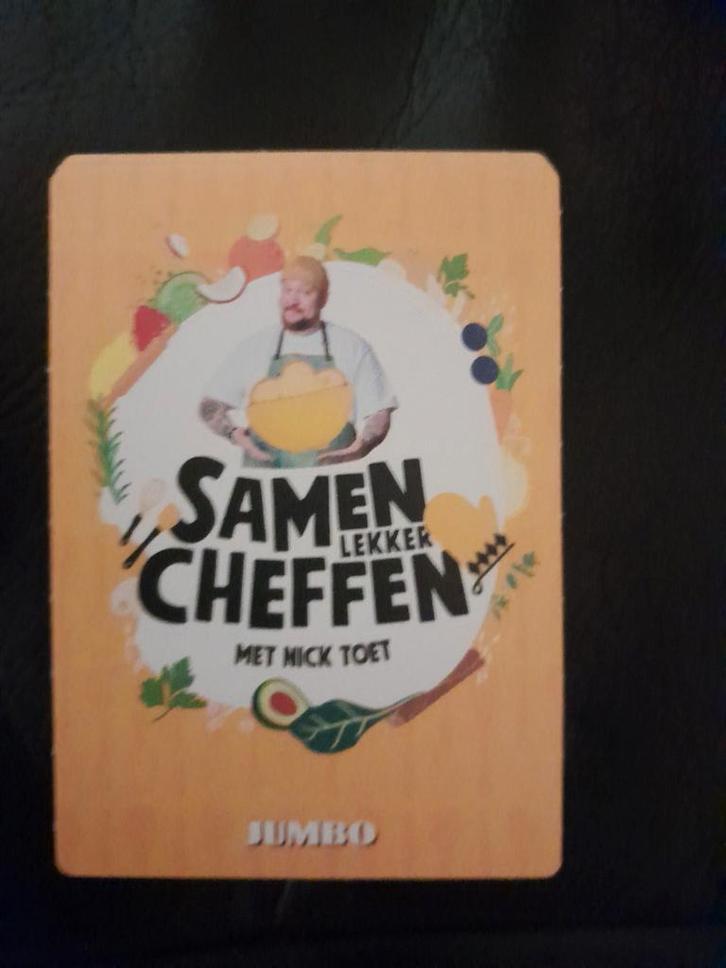 SAMEN
LEKKER
CHEFFEN
MET NICK TOET
JUMBO